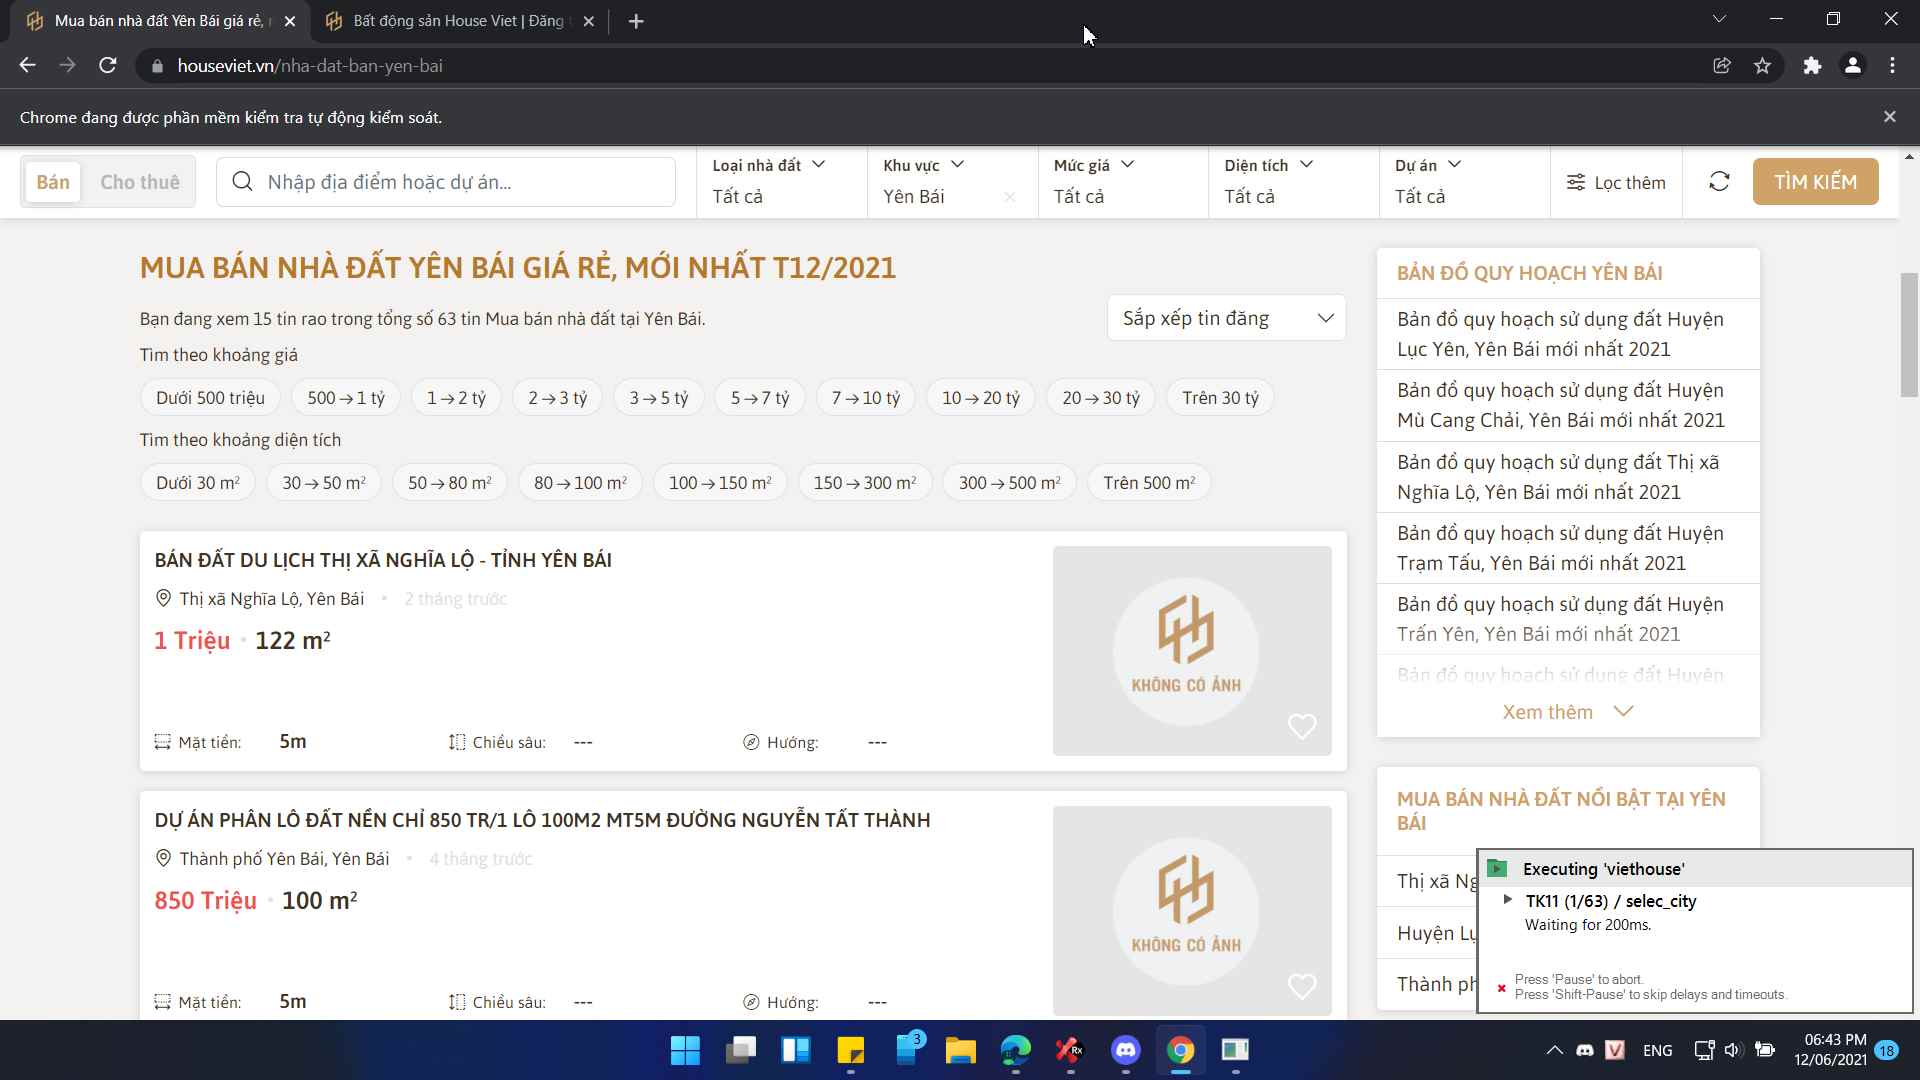 Mua bán nhà đất Yên Bái giá rẻ,
Bất động sản House Viet | Đăng
houseviet.vn/nha-dat-ban-yen-bai
Chrome đang được phần mềm kiểm tra tự động kiểm soát.
Bán
Cho thuê
Nhập địa điểm hoặc dự án...
Loại nhà đất
Tất cả
Khu vực
Yên Bái
Mức giá
Tất cả
Diện tích
Tất cả
Dự án
Tất cả
Lọc thêm
TÌM KIẾM
MUA BÁN NHÀ ĐẤT YÊN BÁI GIÁ RẺ, MỚI NHẤT T12/2021
Bạn đang xem 15 tin rao trong tổng số 63 tin Mua bán nhà đất tại Yên Bái.
Sắp xếp tin đăng
Tìm theo khoảng giá
Dưới 500 triệu
500→1 tỷ
1→2 tỷ
2→3 tỷ
3→5 tỷ
5→7 tỷ
7→10 tỷ
10→20 tỷ
20→30 tỷ
Trên 30 tỷ
Tìm theo khoảng diện tích
Dưới 30 m²
30→50 m²
50→80 m²
80→100 m²
100→150 m²
150→300 m²
300→500 m²
Trên 500 m²
BÁN ĐẤT DU LỊCH THỊ XÃ NGHĨA LỘ - TỈNH YÊN BÁI
Thị xã Nghĩa Lộ, Yên Bái • 2 tháng trước
1 Triệu • 122 m²
Mặt tiền: 5m
Chiều sâu: ---
Hướng: ---
KHÔNG CÓ ẢNH
DỰ ÁN PHÂN LÔ ĐẤT NỀN CHỈ 850 TR/1 LÔ 100M2 MT5M ĐƯỜNG NGUYỄN TẤT THÀNH
Thành phố Yên Bái, Yên Bái • 4 tháng trước
850 Triệu • 100 m²
Mặt tiền: 5m
Chiều sâu: ---
Hướng: ---
KHÔNG CÓ ẢNH
BẢN ĐỒ QUY HOẠCH YÊN BÁI
Bản đồ quy hoạch sử dụng đất Huyện
Lục Yên, Yên Bái mới nhất 2021
Bản đồ quy hoạch sử dụng đất Huyện
Mù Cang Chải, Yên Bái mới nhất 2021
Bản đồ quy hoạch sử dụng đất Thị xã
Nghĩa Lộ, Yên Bái mới nhất 2021
Bản đồ quy hoạch sử dụng đất Huyện
Trạm Tấu, Yên Bái mới nhất 2021
Bản đồ quy hoạch sử dụng đất Huyện
Trấn Yên, Yên Bái mới nhất 2021
Bản đồ quy hoạch sử dụng đất Huyện
Xem thêm
MUA BÁN NHÀ ĐẤT NỔI BẬT TẠI YÊN
BÁI
Thị xã
Huyện
Thành
Executing 'viethouse'
TK11 (1/63) / selec_city
Waiting for 200ms.
Press 'Pause' to abort.
Press 'Shift-Pause' to skip delays and timeouts.
3
Rx
V
ENG
06:43 PM
12/06/2021
18